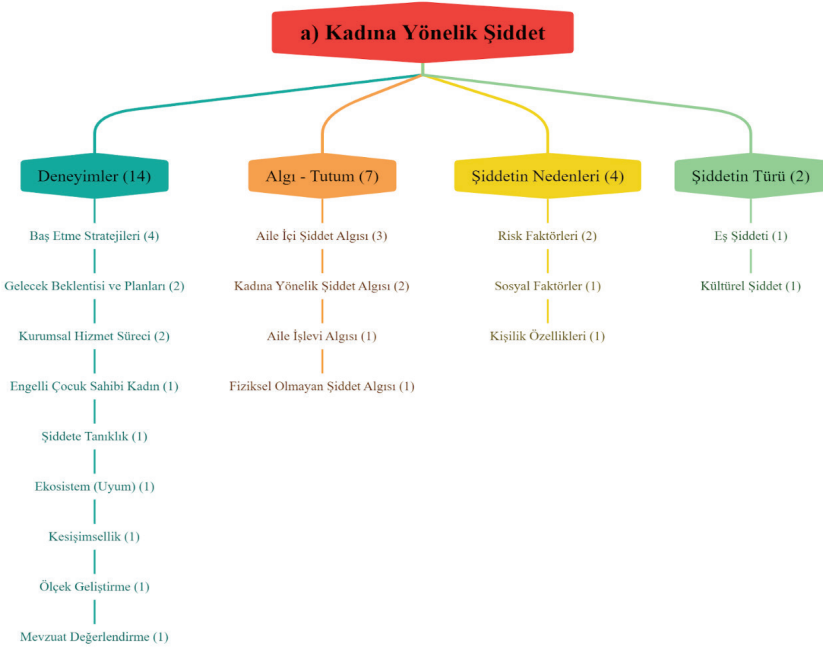 a) Kadına Yönelik Şiddet
Deneyimler (14)
Baş Etme Stratejileri (4)
Gelecek Beklentisi ve Planları (2)
Kurumsal Hizmet Süreci (2)
Engelli Çocuk Sahibi Kadın (1)
Şiddete Tanıklık (1)
Ekosistem (Uyum) (1)
Kesişimsellik (1)
Ölçek Geliştirme (1)
Mevzuat Değerlendirme (1)
Algı - Tutum (7)
Aile İçi Şiddet Algısı (3)
Kadına Yönelik Şiddet Algısı (2)
Aile İşlevi Algısı (1)
Fiziksel Olmayan Şiddet Algısı (1)
Şiddetin Nedenleri (4)
Risk Faktörleri (2)
Sosyal Faktörler (1)
Kişilik Özellikleri (1)
Şiddetin Türü (2)
Eş Şiddeti (1)
Kültürel Şiddet (1)